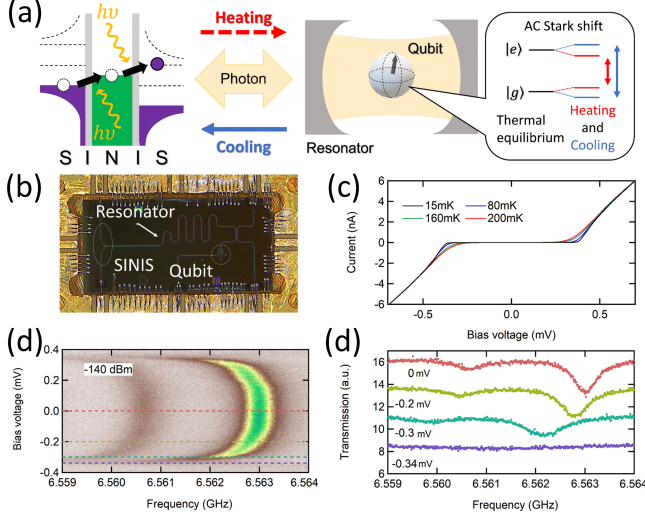 (a)
hν
hν
S I N I S
Heating
Photon
Cooling
Qubit
Resonator
AC Stark shift
|e⟩
|g⟩
Thermal
equilibrium
Heating
and
Cooling
(b)
Resonator
SINIS
Qubit
(c)
Current (nA)
6
4
2
0
-2
-4
-6
15mK
80mK
160mK
200mK
-0.5
0.0
0.5
Bias voltage (mV)
(d)
Bias voltage (mV)
0.4
0.2
0.0
-0.2
-0.4
-140 dBm
6.559
6.560
6.561
6.562
6.563
6.564
Frequency (GHz)
(d)
Transmission (a.u.)
16
14
12
10
8
6
0 mV
-0.2 mV
-0.3 mV
-0.34 mV
6.559
6.560
6.561
6.562
6.563
6.564
Frequency (GHz)